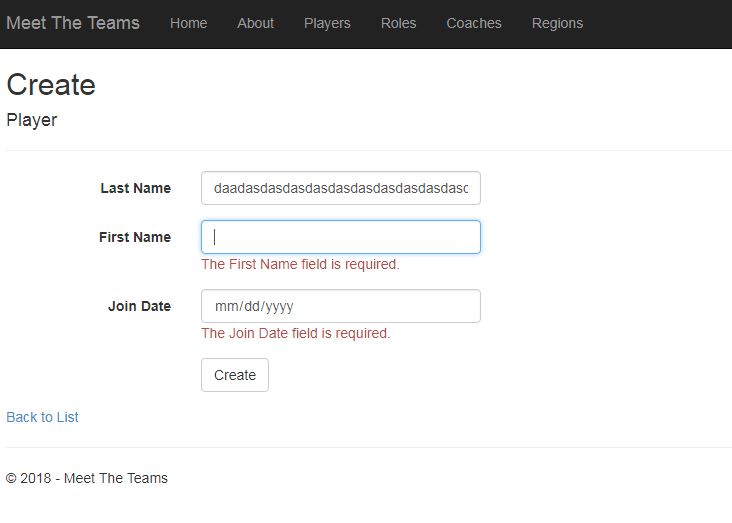 Meet The Teams Home About Players Roles Coaches Regions
Create
Player
Last Name daadasdasdasdasdasdasdasdasdasdasc
First Name
The First Name field is required.
Join Date mm/dd/yyyy
The Join Date field is required.
Create
Back to List
© 2018 - Meet The Teams